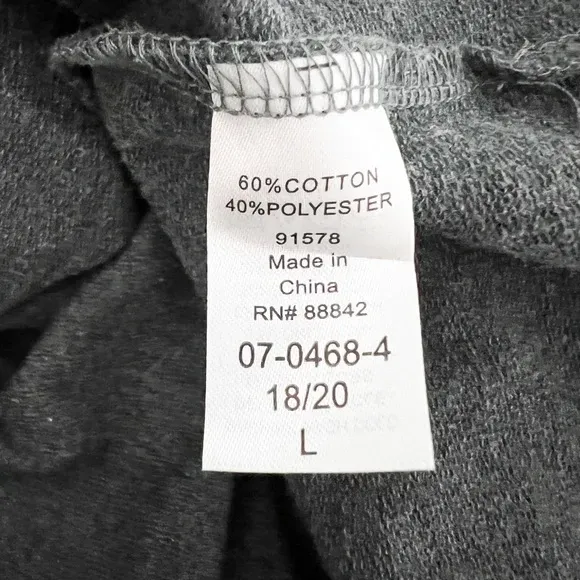 60%COTTON
40%POLYESTER
91578
Made in
China
RN# 88842
07-0468-4
18/20
L